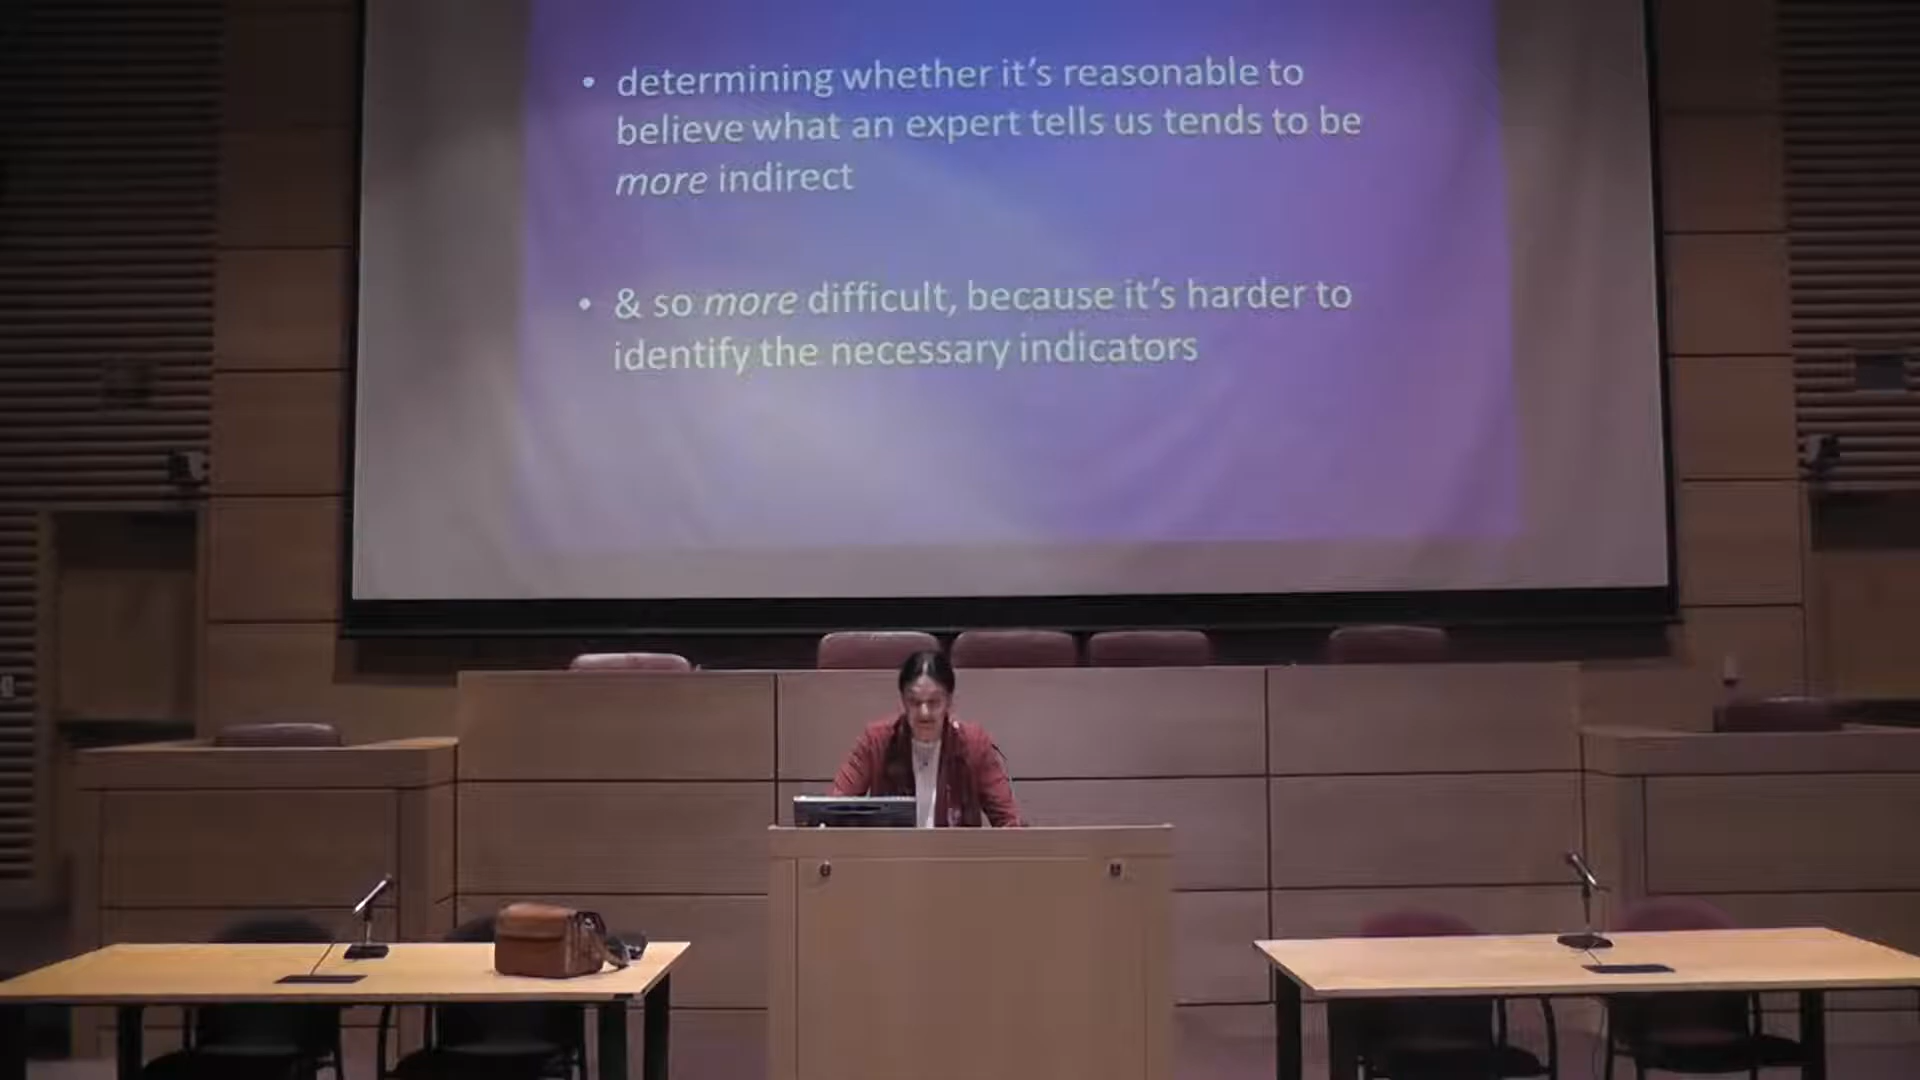 • determining whether it's reasonable to
believe what an expert tells us tends to be
more indirect
• & so more difficult, because it's harder to
identify the necessary indicators